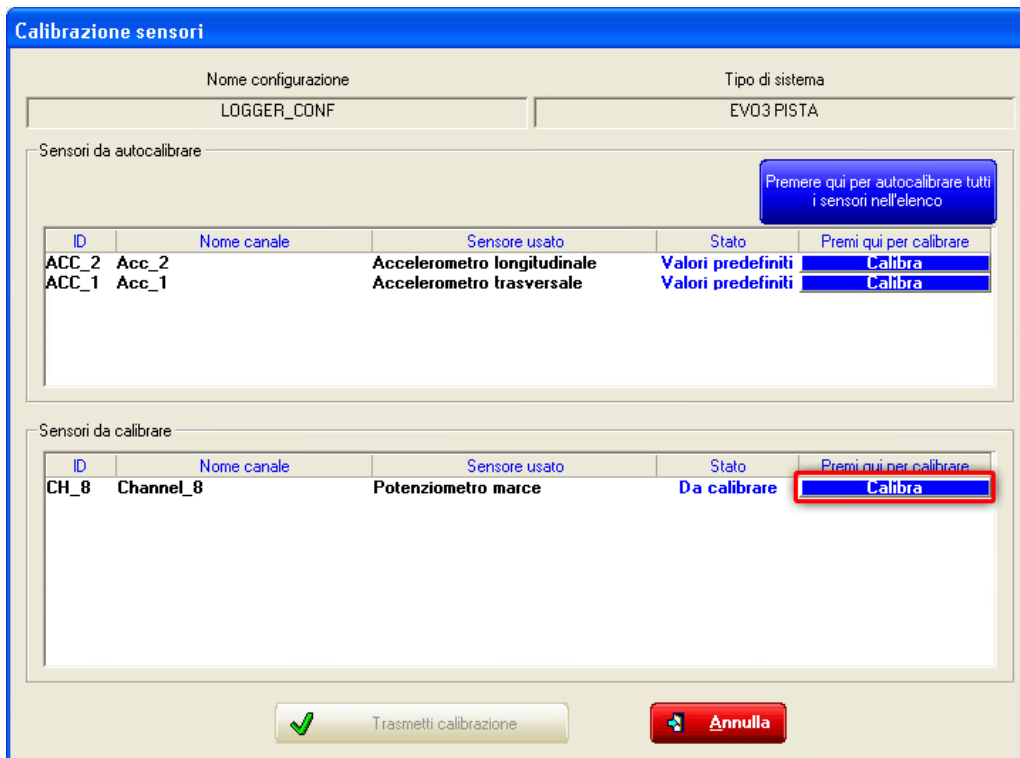 Calibrazione sensori
Nome configurazione Tipo di sistema
LOGGER_CONF EVO3 PISTA
Sensori da autocalibrare
Premere qui per autocalibrare tutti
i sensori nell'elenco
ID Nome canale Sensore usato Stato Premi qui per calibrare
ACC_2 Acc_2 Accelerometro longitudinale Valori predefiniti Calibra
ACC_1 Acc_1 Accelerometro trasversale Valori predefiniti Calibra
Sensori da calibrare
ID Nome canale Sensore usato Stato Premi qui per calibrare
CH_8 Channel_8 Potenziometro marce Da calibrare Calibra
Trasmetti calibrazione Annulla